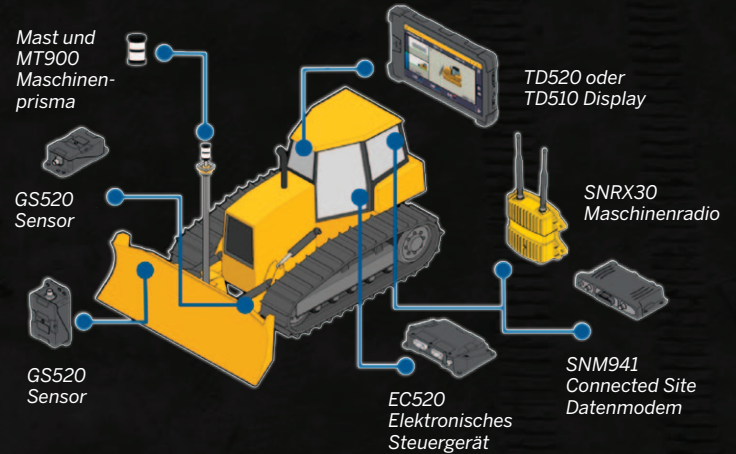 Mast und
MT900
Maschinen-
prisma
TD520 oder
TD510 Display
GS520
Sensor
SNRX30
Maschinenradio
GS520
Sensor
EC520
Elektronisches
Steuergerät
SNM941
Connected Site
Datenmodem